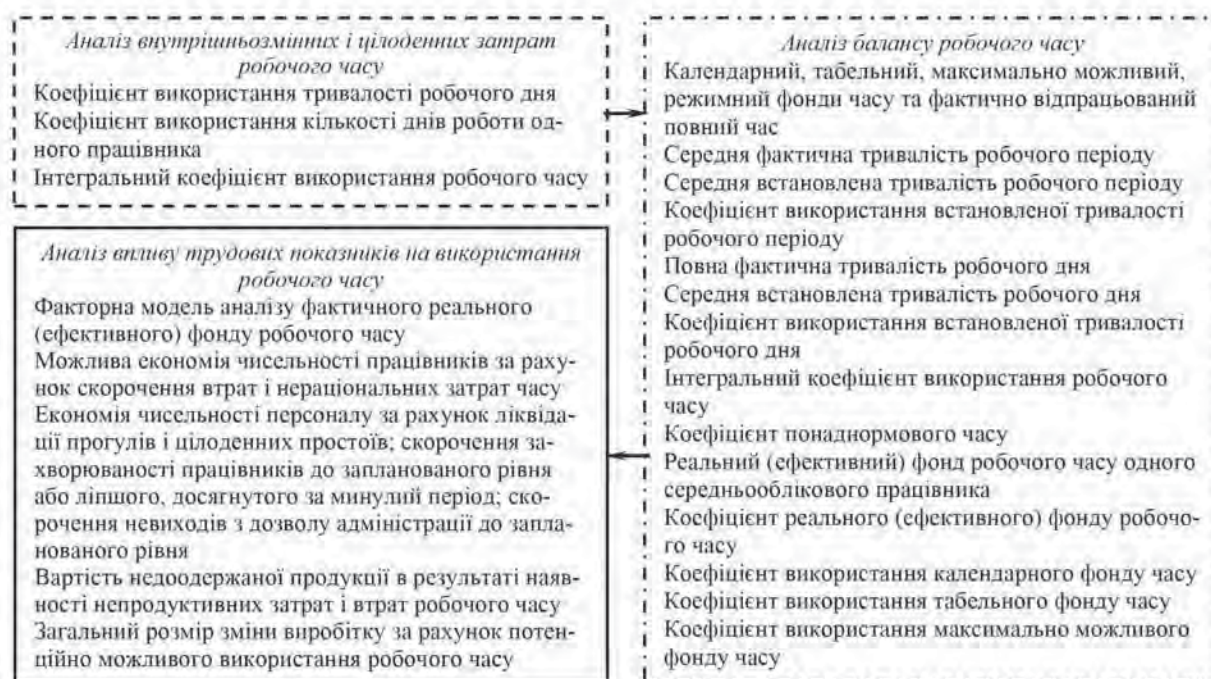 Аналіз внутрішньозмінних і цілоденних затрат
робочого часу
Коефіцієнт використання тривалості робочого дня
Коефіцієнт використання кількості днів роботи од-
ного працівника
Інтегральний коефіцієнт використання робочого часу
Аналіз балансу робочого часу
Календарний, табельний, максимально можливий,
режимний фонди часу та фактично відпрацьований
повний час
Середня фактична тривалість робочого періоду
Середня встановлена тривалість робочого періоду
Коефіцієнт використання встановленої тривалості
робочого періоду
Повна фактична тривалість робочого дня
Середня встановлена тривалість робочого дня
Коефіцієнт використання встановленої тривалості
робочого дня
Інтегральний коефіцієнт використання робочого
часу
Коефіцієнт понаднормового часу
Реальний (ефективний) фонд робочого часу одного
середньооблікового працівника
Коефіцієнт реального (ефективного) фонду робочо-
го часу
Коефіцієнт використання календарного фонду часу
Коефіцієнт використання табельного фонду часу
Коефіцієнт використання максимально можливого
фонду часу
Аналіз впливу трудових показників на використання
робочого часу
Факторна модель аналізу фактичного реального
(ефективного) фонду робочого часу
Можлива економія чисельності працівників за раху-
нок скорочення втрат і нераціональних затрат часу
Економія чисельності персоналу за рахунок ліквіда-
ції прогулів і цілоденних простоїв; скорочення за-
хворюваності працівників до запланованого рівня
або ліпшого, досягнутого за минулий період; ско-
рочення невиходів з дозволу адміністрації до запла-
нованого рівня
Вартість недоодержаної продукції в результаті наяв-
ності непродуктивних затрат і втрат робочого часу
Загальний розмір зміни виробітку за рахунок потен-
ційно можливого використання робочого часу